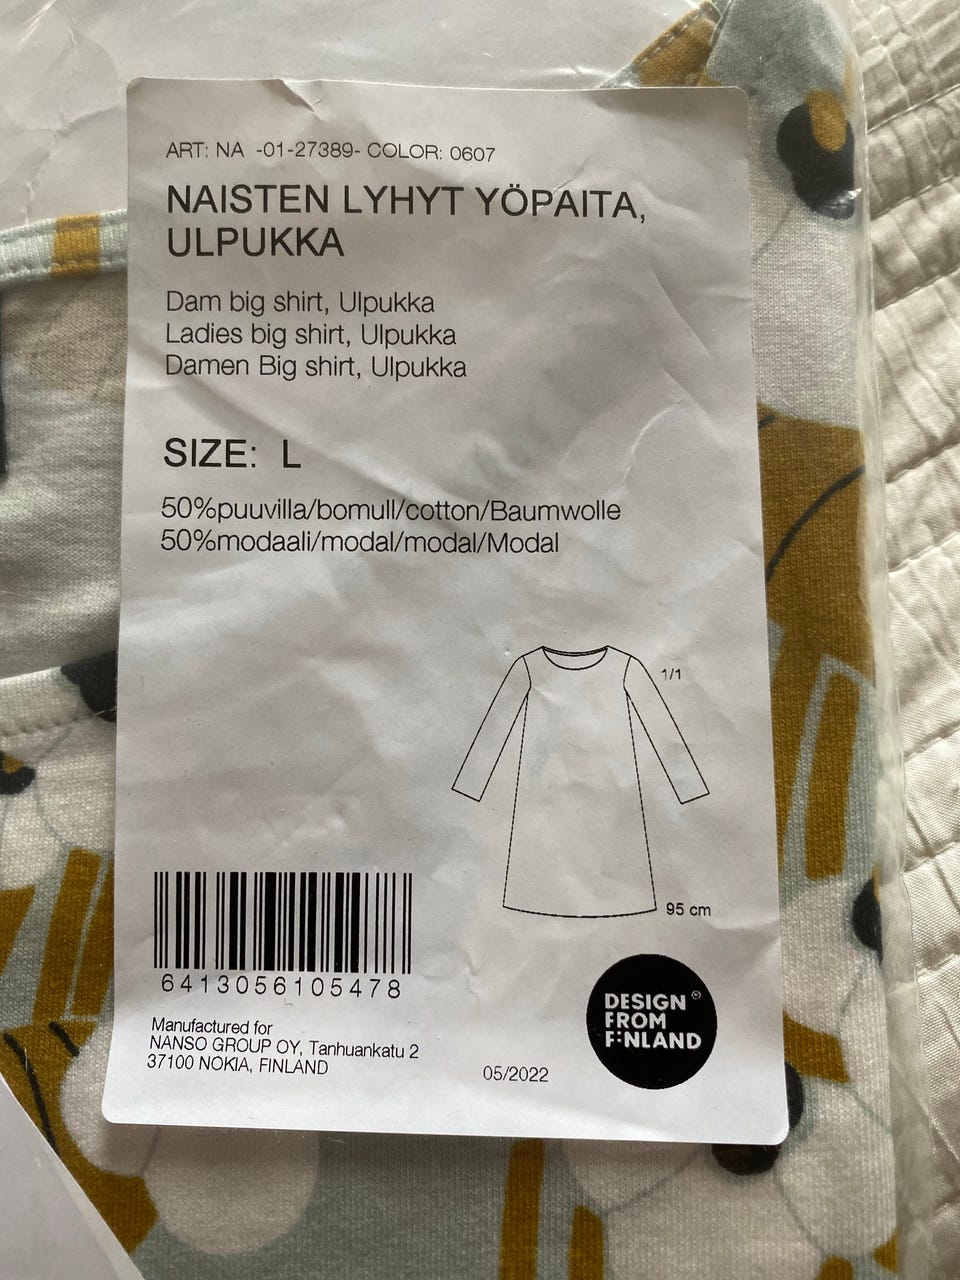 ART: NA -01-27389- COLOR: 0607
NAISTEN LYHYT YÖPAITA,
ULPUKKA
Dam big shirt, Ulpukka
Ladies big shirt, Ulpukka
Damen Big shirt, Ulpukka
SIZE: L
50%puuvilla/bomull/cotton/Baumwolle
50%modaali/modal/modal/Modal
1/1
95 cm
6413056105478
Manufactured for
NANSO GROUP OY, Tanhuankatu 2
37100 NOKIA, FINLAND
05/2022
DESIGN®
FROM
FINLAND